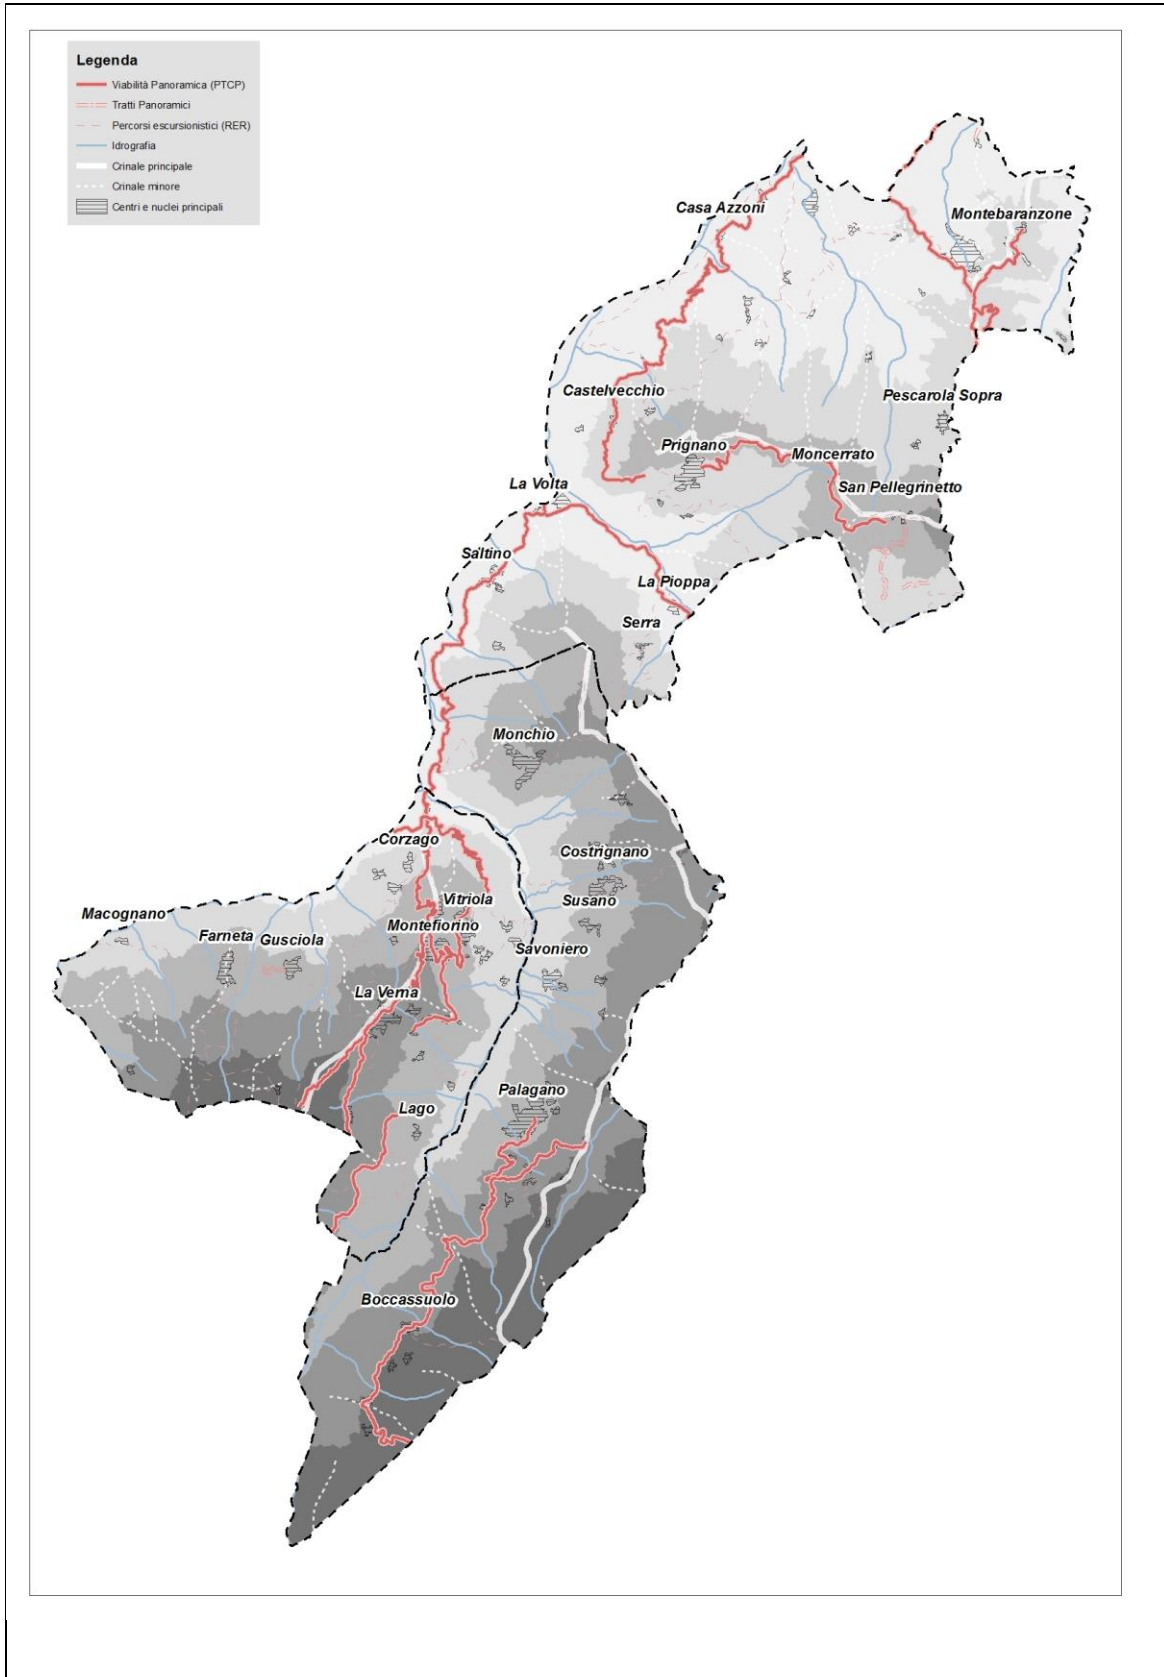 Legenda
Viabilità Panoramica (PTCP)
Tratti Panoramici
Percorsi escursionistici (RER)
Idrografia
Crinale principale
Crinale minore
Centri e nuclei principali
Casa Azzoni
Montebaranzone
Castelvecchio
Pescarola Sopra
Prignano
Moncerrato
La Volta
San Pellegrinetto
Saltino
La Pioppa
Serra
Monchio
Corzago
Costrignano
Vitriola
Susano
Macognano
Montefiorino
Farneta
Gusciola
Savoniero
La Verna
Palagano
Lago
Boccassuolo